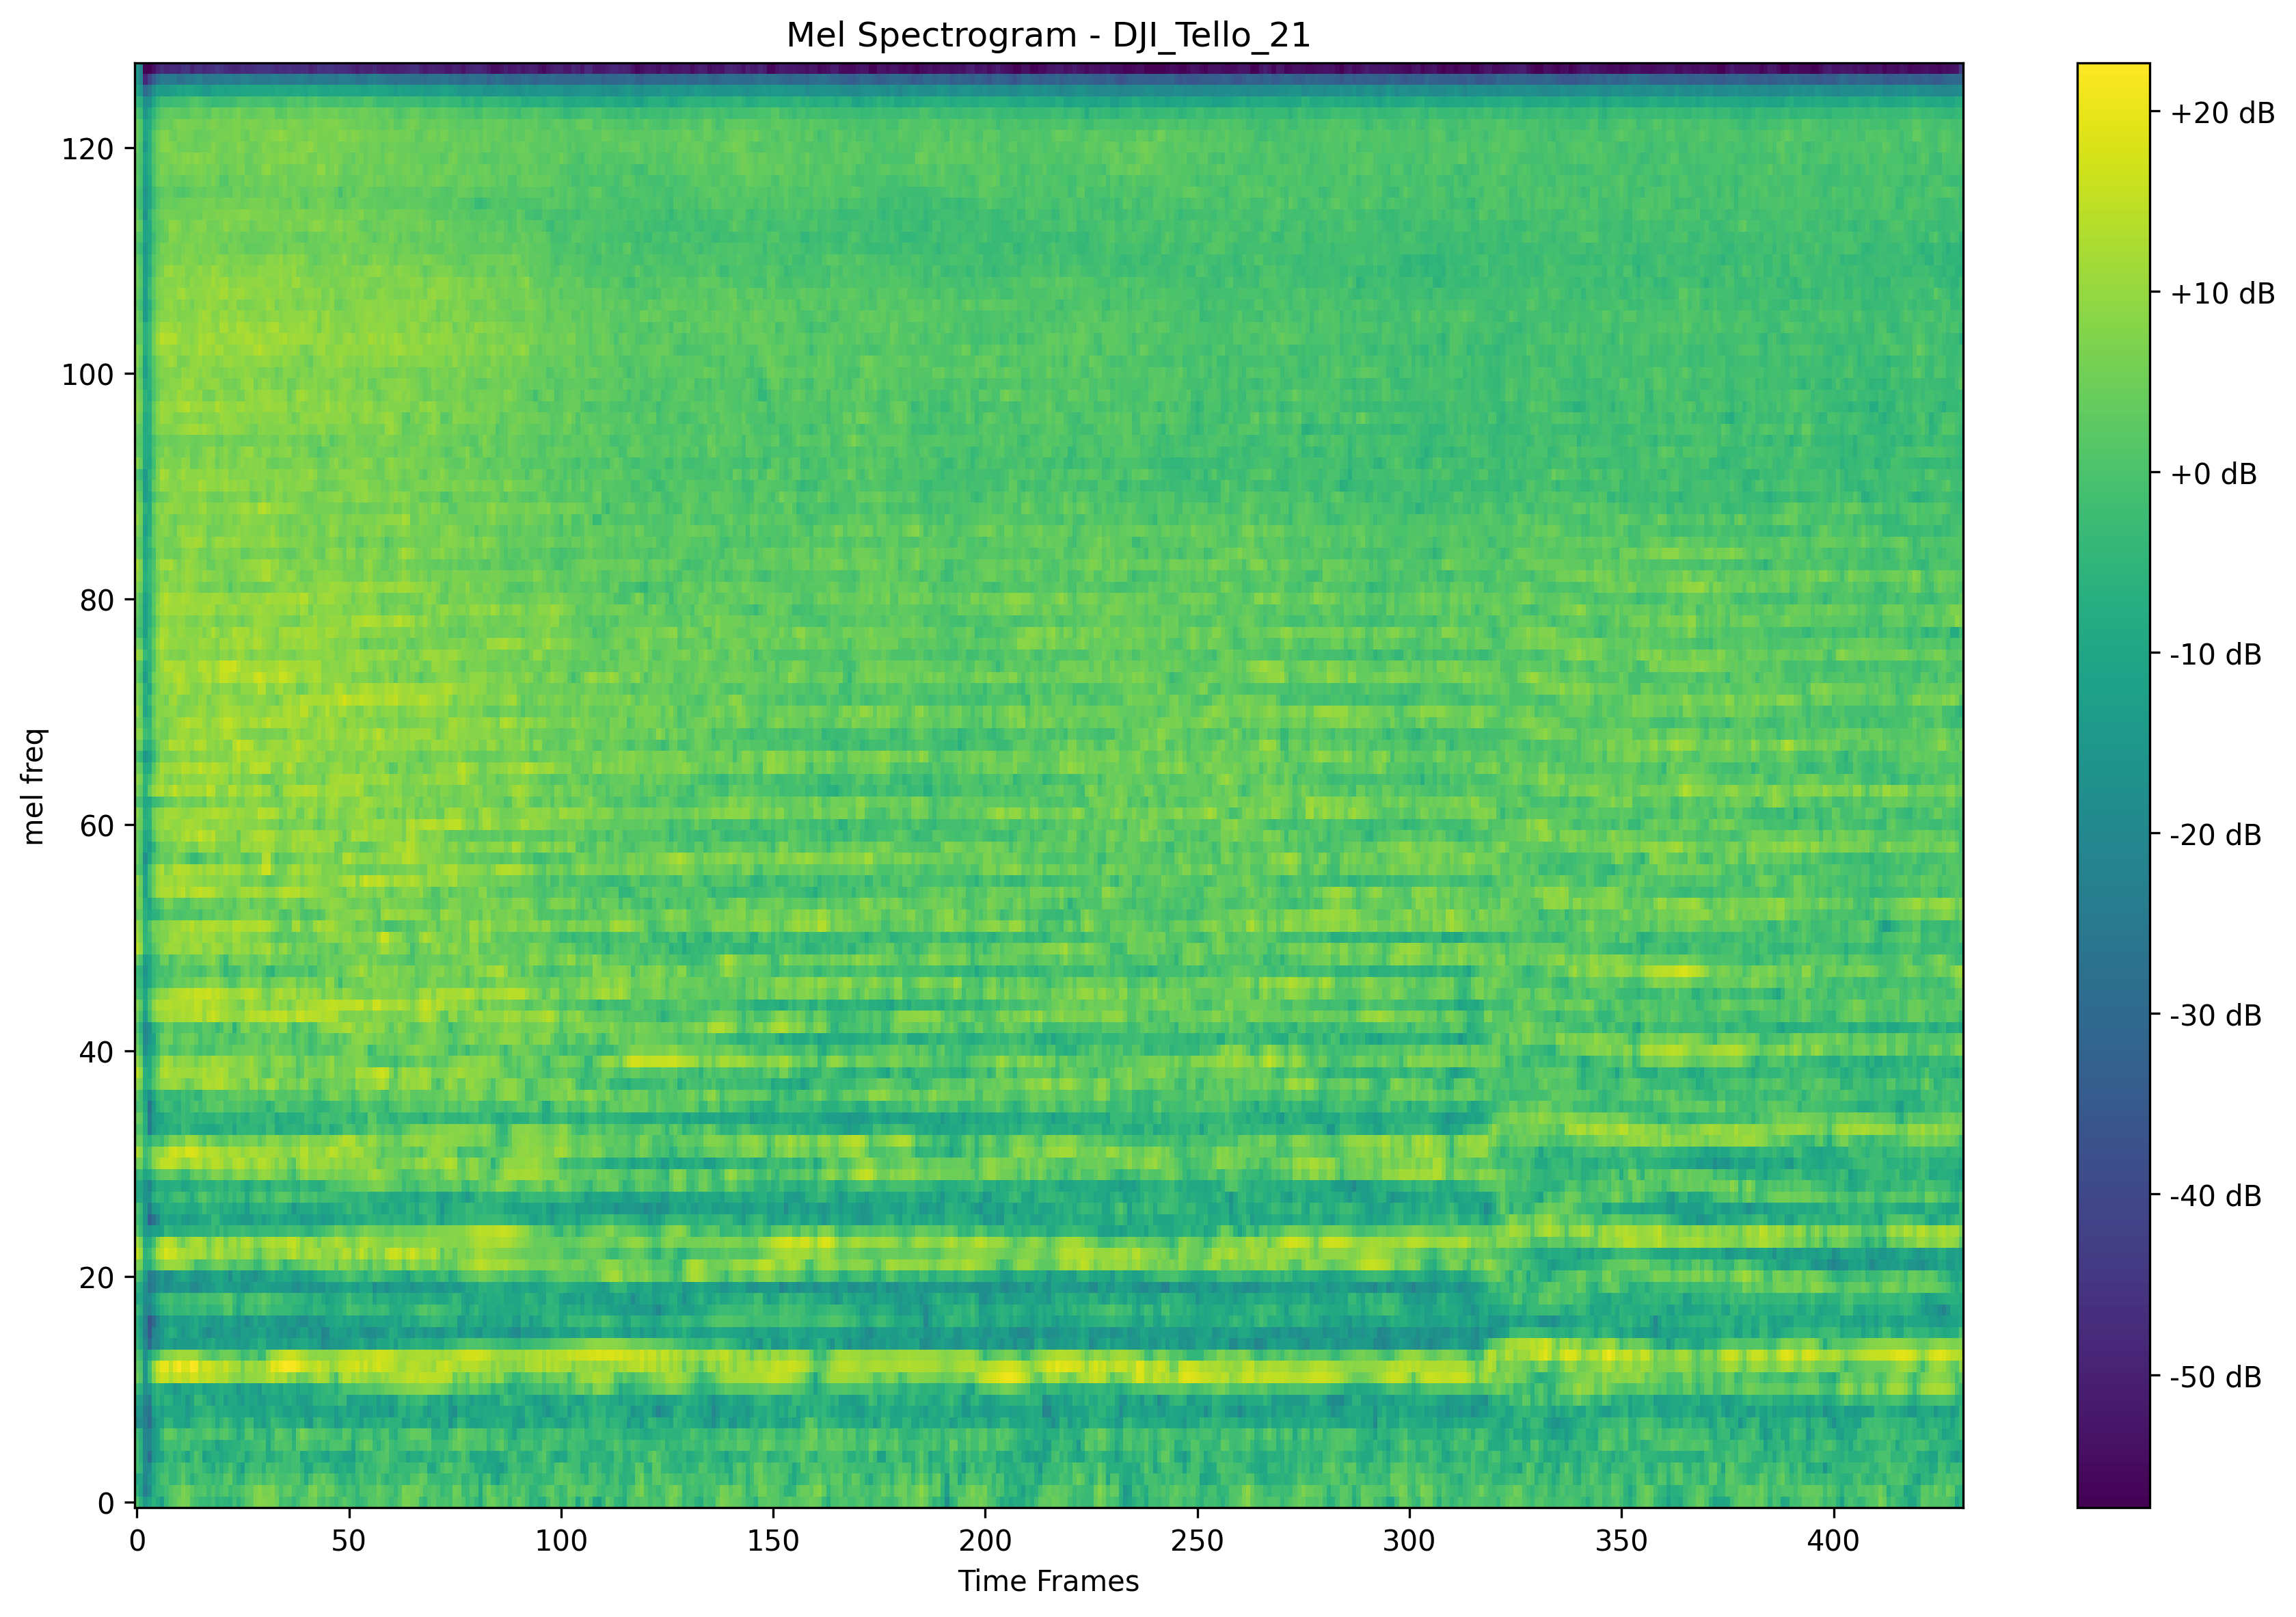 Mel Spectrogram - DJI_Tello_21
mel freq
120
100
80
60
40
20
0
0 50 100 150 200 250 300 350 400
Time Frames
+20 dB
+10 dB
+0 dB
-10 dB
-20 dB
-30 dB
-40 dB
-50 dB